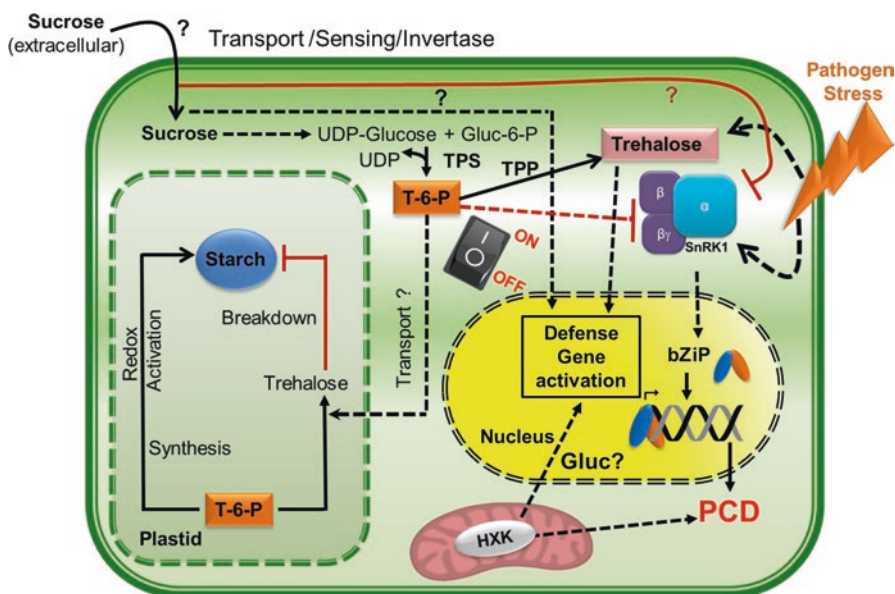 Sucrose
(extracellular)
?
Transport /Sensing/Invertase
Pathogen
Stress
?
?
Sucrose
UDP-Glucose + Gluc-6-P
UDP
TPS
TPP
Trehalose
T-6-P
β
α
βγ
SnRK1
I
O
ON
OFF
Starch
Redox
Activation
Breakdown
Transport ?
Trehalose
Synthesis
T-6-P
Plastid
Defense
Gene
activation
bZiP
Nucleus
Gluc?
PCD
HXK